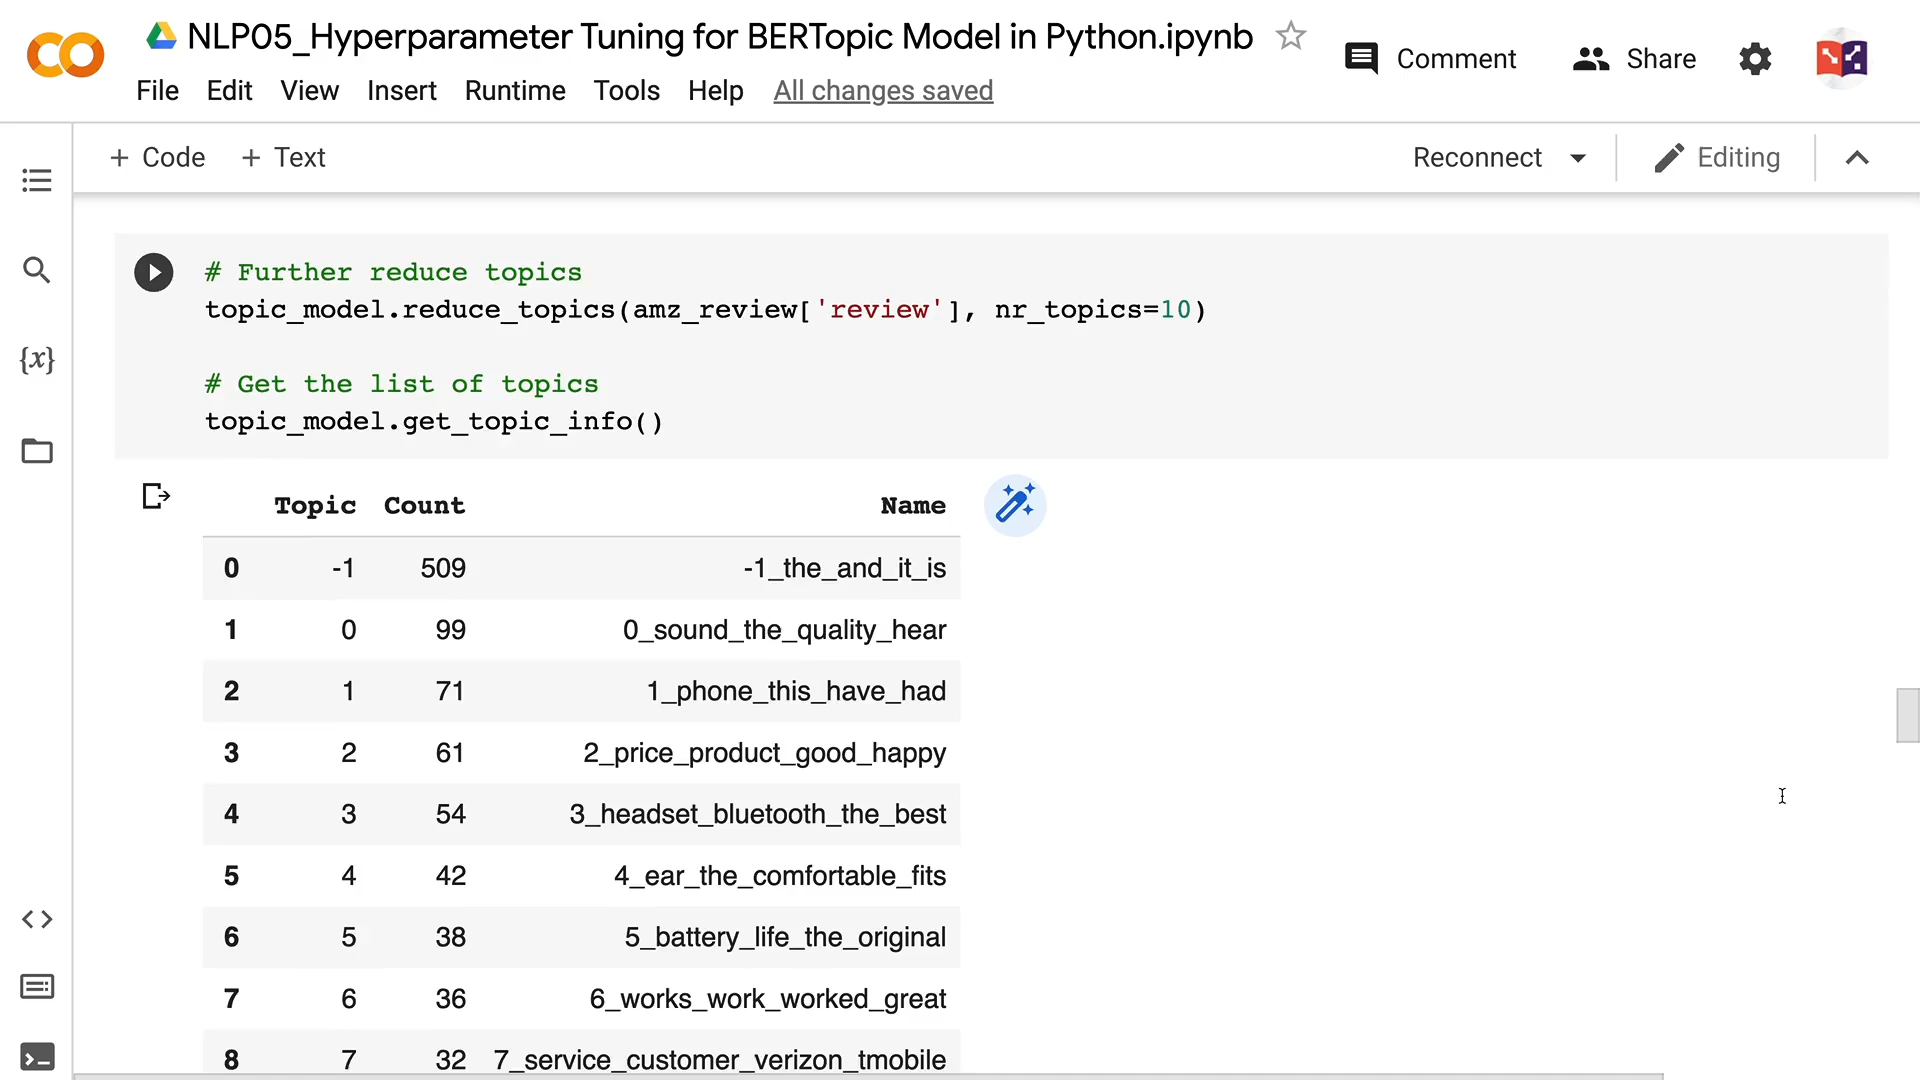 NLP05_Hyperparameter Tuning for BERTopic Model in Python.ipynb
Comment Share
File Edit View Insert Runtime Tools Help All changes saved
+ Code + Text Reconnect Editing
{x}
# Further reduce topics
topic_model.reduce_topics(amz_review['review'], nr_topics=10)
# Get the list of topics
topic_model.get_topic_info()
Topic Count Name
0 -1 509 -1_the_and_it_is
1 0 99 0_sound_the_quality_hear
2 1 71 1_phone_this_have_had
3 2 61 2_price_product_good_happy
4 3 54 3_headset_bluetooth_the_best
5 4 42 4_ear_the_comfortable_fits
6 5 38 5_battery_life_the_original
7 6 36 6_works_work_worked_great
8 7 32 7_service_customer_verizon_tmobile